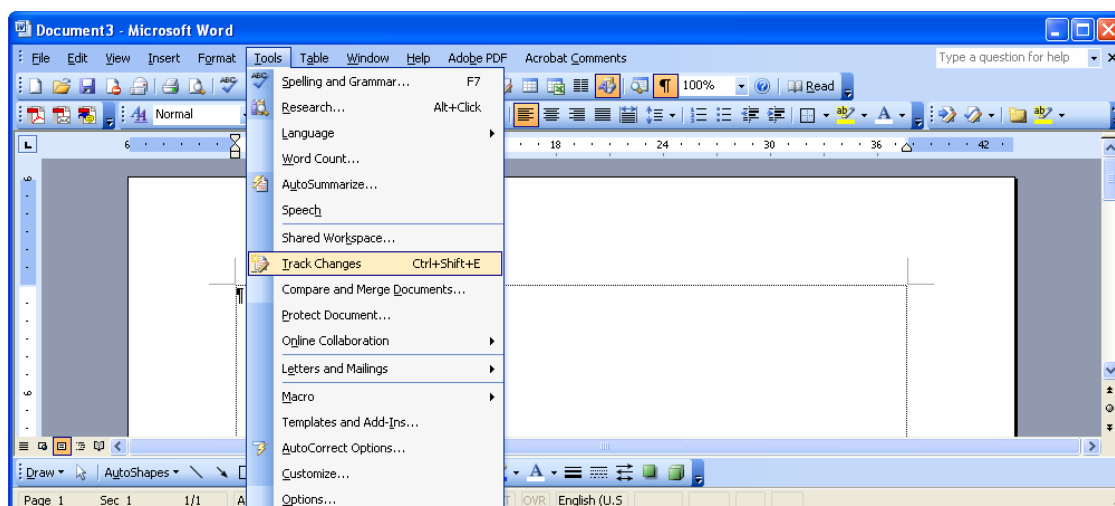 Document3 - Microsoft Word
File Edit View Insert Format Tools Table Window Help Adobe PDF Acrobat Comments Type a question for help
100% Read
Normal
Spelling and Grammar... F7
Research... Alt+Click
Language
Word Count...
AutoSummarize...
Speech
Shared Workspace...
Track Changes Ctrl+Shift+E
Compare and Merge Documents...
Protect Document...
Online Collaboration
Letters and Mailings
Macro
Templates and Add-Ins...
AutoCorrect Options...
Customize...
Options...
6 18 24 30 36 42
¶
Draw AutoShapes
Page 1 Sec 1 1/1 A OVR English (U.S